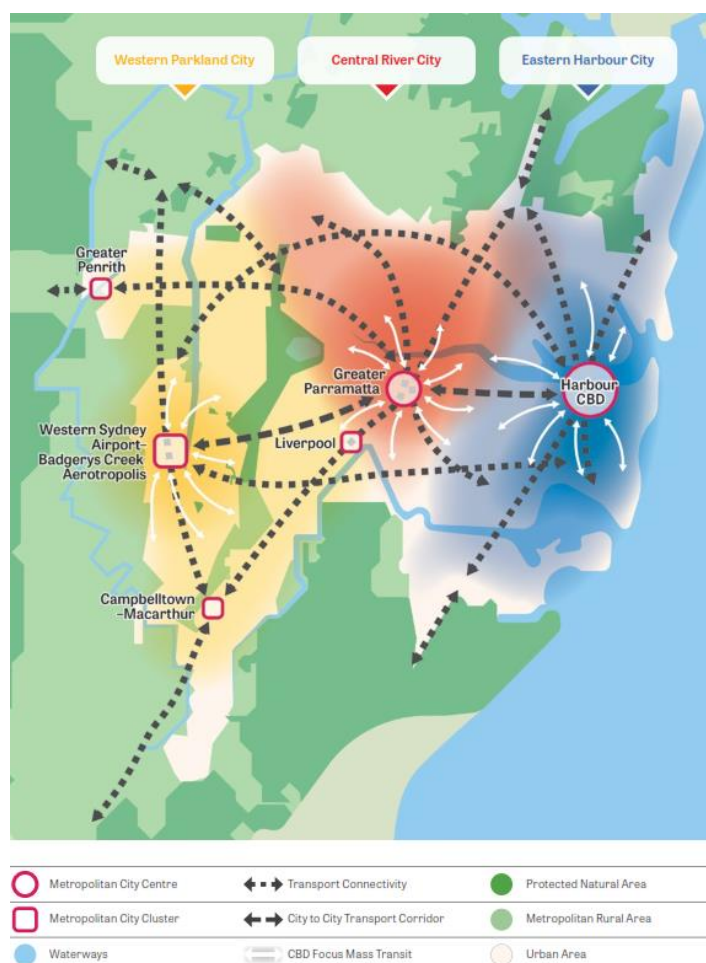 Western Parkland City
Central River City
Eastern Harbour City
Greater
Penrith
Greater
Parramatta
Harbour
CBD
Western Sydney
Airport–
Badgerys Creek
Aerotropolis
Liverpool
Campbelltown
–Macarthur
Metropolitan City Centre
Transport Connectivity
Protected Natural Area
Metropolitan City Cluster
City to City Transport Corridor
Metropolitan Rural Area
Waterways
CBD Focus Mass Transit
Urban Area